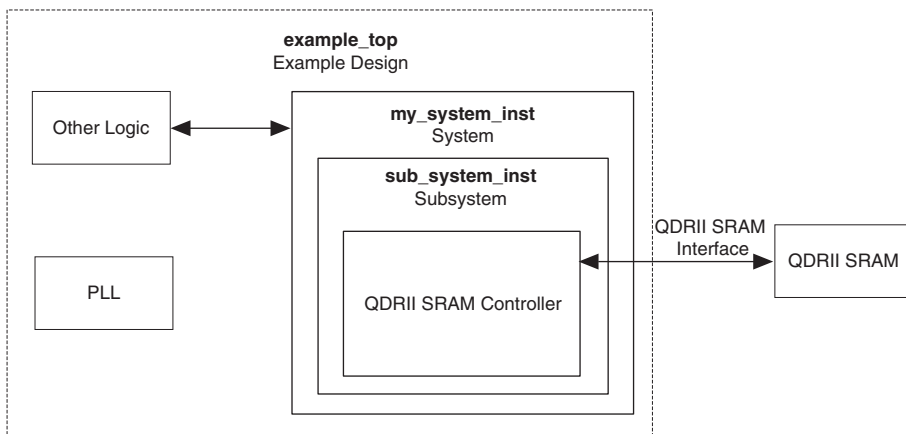 example_top
Example Design
Other Logic
my_system_inst
System
sub_system_inst
Subsystem
QDRII SRAM
Interface
QDRII SRAM
PLL
QDRII SRAM Controller